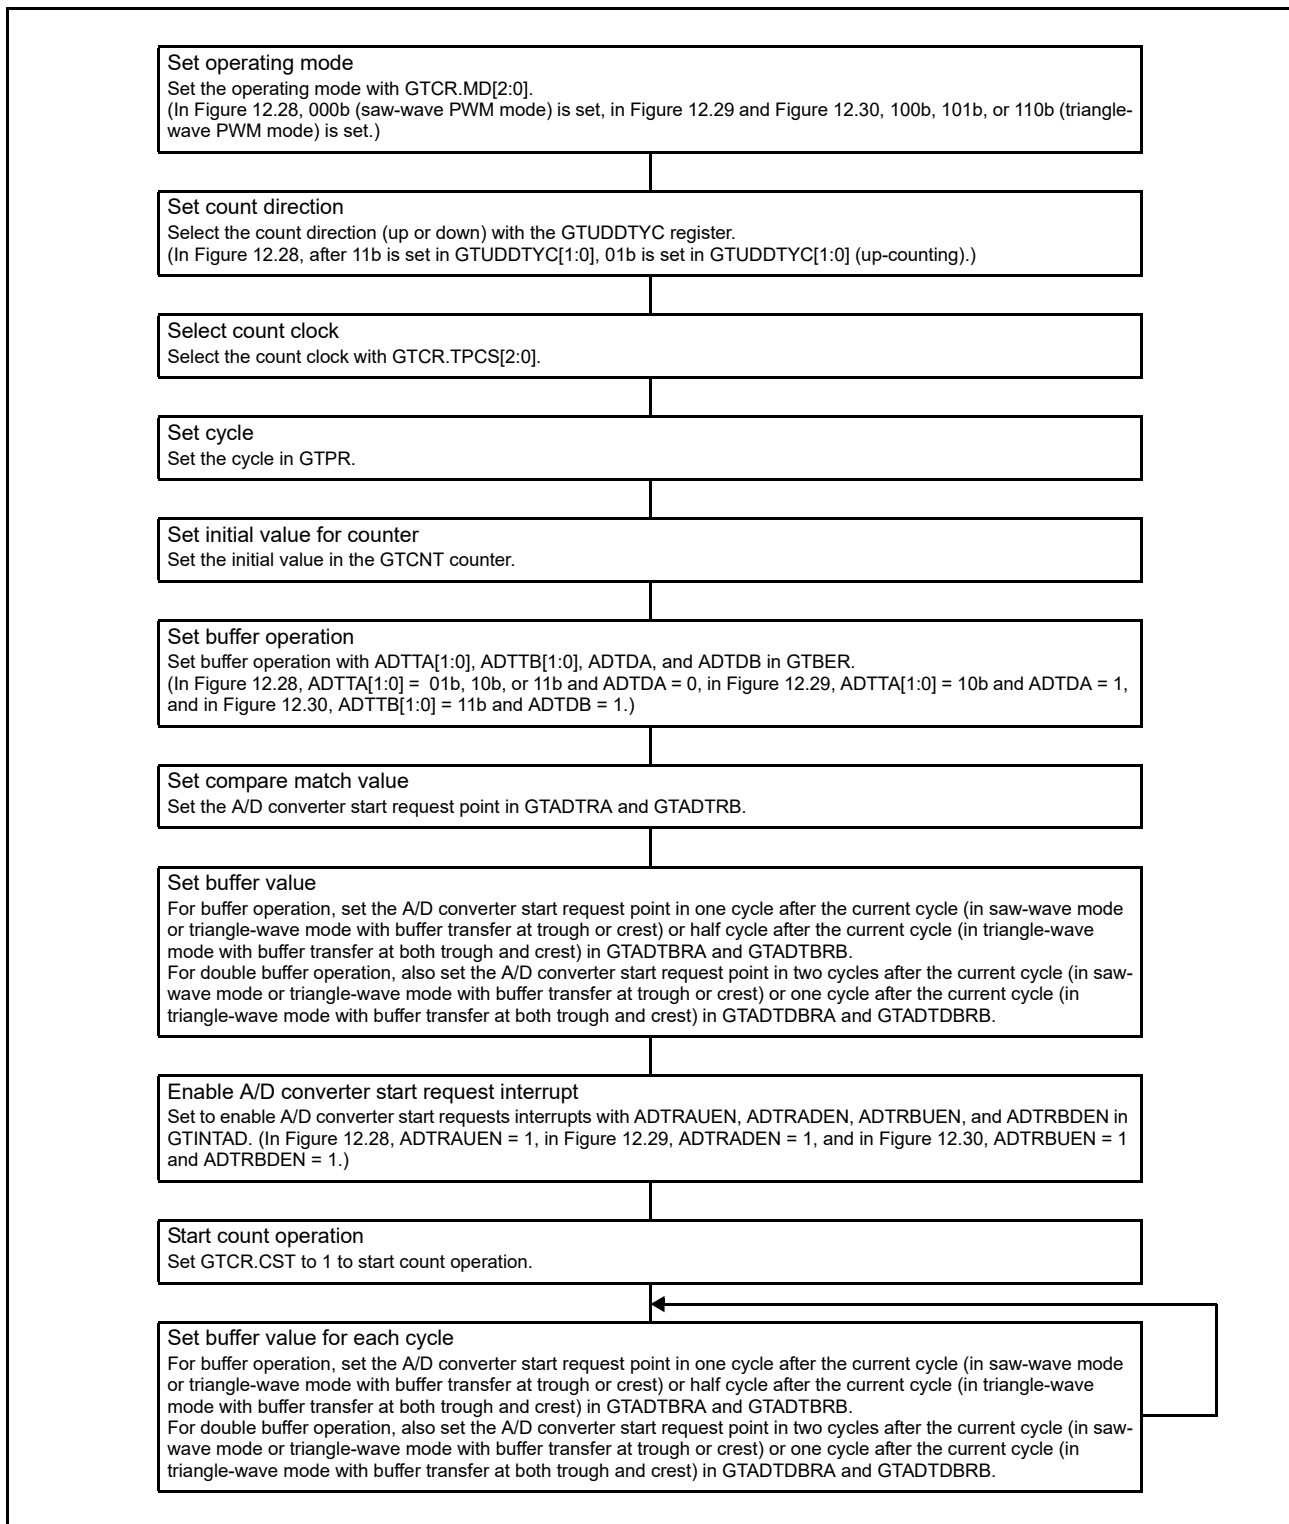 Set operating mode
Set the operating mode with GTCR.MD[2:0].
(In Figure 12.28, 000b (saw-wave PWM mode) is set, in Figure 12.29 and Figure 12.30, 100b, 101b, or 110b (triangle-
wave PWM mode) is set.)
Set count direction
Select the count direction (up or down) with the GTUDDTYC register.
(In Figure 12.28, after 11b is set in GTUDDTYC[1:0], 01b is set in GTUDDTYC[1:0] (up-counting).)
Select count clock
Select the count clock with GTCR.TPCS[2:0].
Set cycle
Set the cycle in GTPR.
Set initial value for counter
Set the initial value in the GTCNT counter.
Set buffer operation
Set buffer operation with ADTTA[1:0], ADTTB[1:0], ADTDA, and ADTDB in GTBER.
(In Figure 12.28, ADTTA[1:0] = 01b, 10b, or 11b and ADTDA = 0, in Figure 12.29, ADTTA[1:0] = 10b and ADTDA = 1,
and in Figure 12.30, ADTTB[1:0] = 11b and ADTDB = 1.)
Set compare match value
Set the A/D converter start request point in GTADTRA and GTADTRB.
Set buffer value
For buffer operation, set the A/D converter start request point in one cycle after the current cycle (in saw-wave mode
or triangle-wave mode with buffer transfer at trough or crest) or half cycle after the current cycle (in triangle-wave
mode with buffer transfer at both trough and crest) in GTADTBRA and GTADTBRB.
For double buffer operation, also set the A/D converter start request point in two cycles after the current cycle (in saw-
wave mode or triangle-wave mode with buffer transfer at trough or crest) or one cycle after the current cycle (in
triangle-wave mode with buffer transfer at both trough and crest) in GTADTDBRA and GTADTDBRB.
Enable A/D converter start request interrupt
Set to enable A/D converter start requests interrupts with ADTRAUEN, ADTRADEN, ADTRBUEN, and ADTRBDEN in
GTINTAD. (In Figure 12.28, ADTRAUEN = 1, in Figure 12.29, ADTRADEN = 1, and in Figure 12.30, ADTRBUEN = 1
and ADTRBDEN = 1.)
Start count operation
Set GTCR.CST to 1 to start count operation.
Set buffer value for each cycle
For buffer operation, set the A/D converter start request point in one cycle after the current cycle (in saw-wave mode
or triangle-wave mode with buffer transfer at trough or crest) or half cycle after the current cycle (in triangle-wave
mode with buffer transfer at both trough and crest) in GTADTBRA and GTADTBRB.
For double buffer operation, also set the A/D converter start request point in two cycles after the current cycle (in saw-
wave mode or triangle-wave mode with buffer transfer at trough or crest) or one cycle after the current cycle (in
triangle-wave mode with buffer transfer at both trough and crest) in GTADTDBRA and GTADTDBRB.